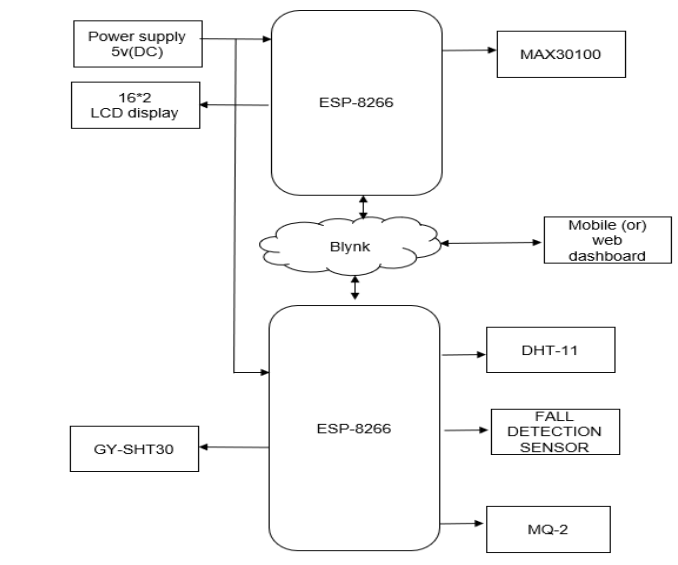 Power supply
5v(DC)
MAX30100
16*2
LCD display
ESP-8266
Blynk
Mobile (or)
web
dashboard
DHT-11
FALL
DETECTION
SENSOR
ESP-8266
GY-SHT30
MQ-2